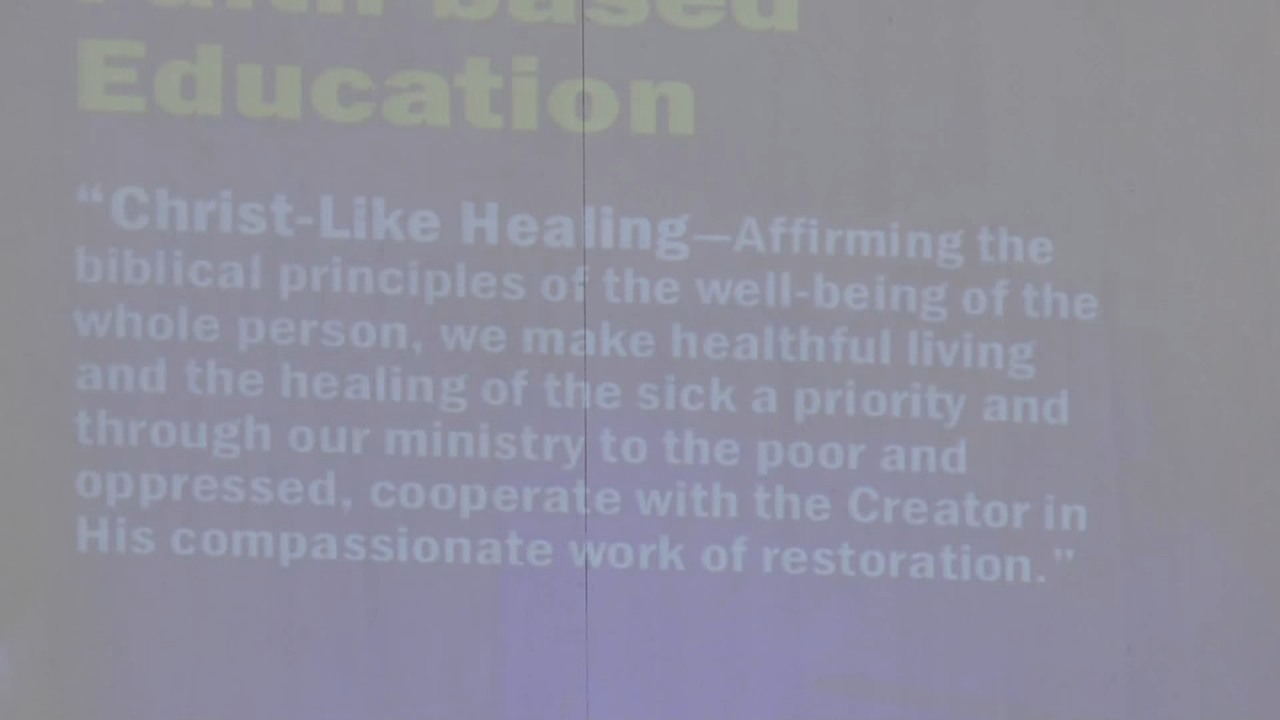 Faith based
Education
“Christ-Like Healing—Affirming the
biblical principles of the well-being of the
whole person, we make healthful living
and the healing of the sick a priority and
through our ministry to the poor and
oppressed, cooperate with the Creator in
His compassionate work of restoration.”